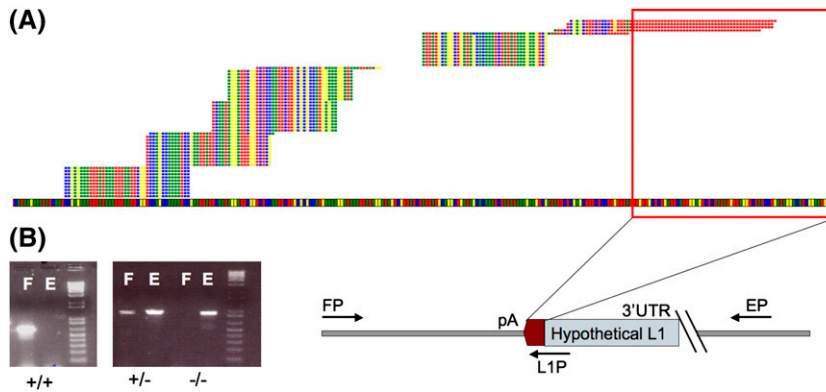 (A)
(B)
F E
F E F E
+/+
+/- -/-
FP
pA
3'UTR
EP
Hypothetical L1
L1P